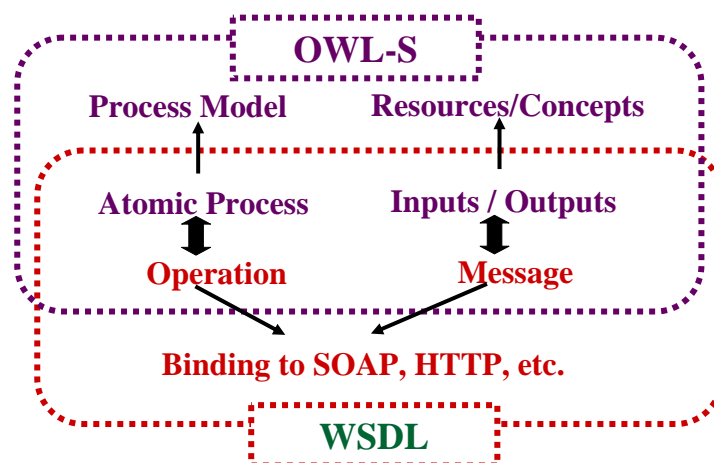 OWL-S
Process Model
Resources/Concepts
Atomic Process
Inputs / Outputs
Operation
Message
Binding to SOAP, HTTP, etc.
WSDL